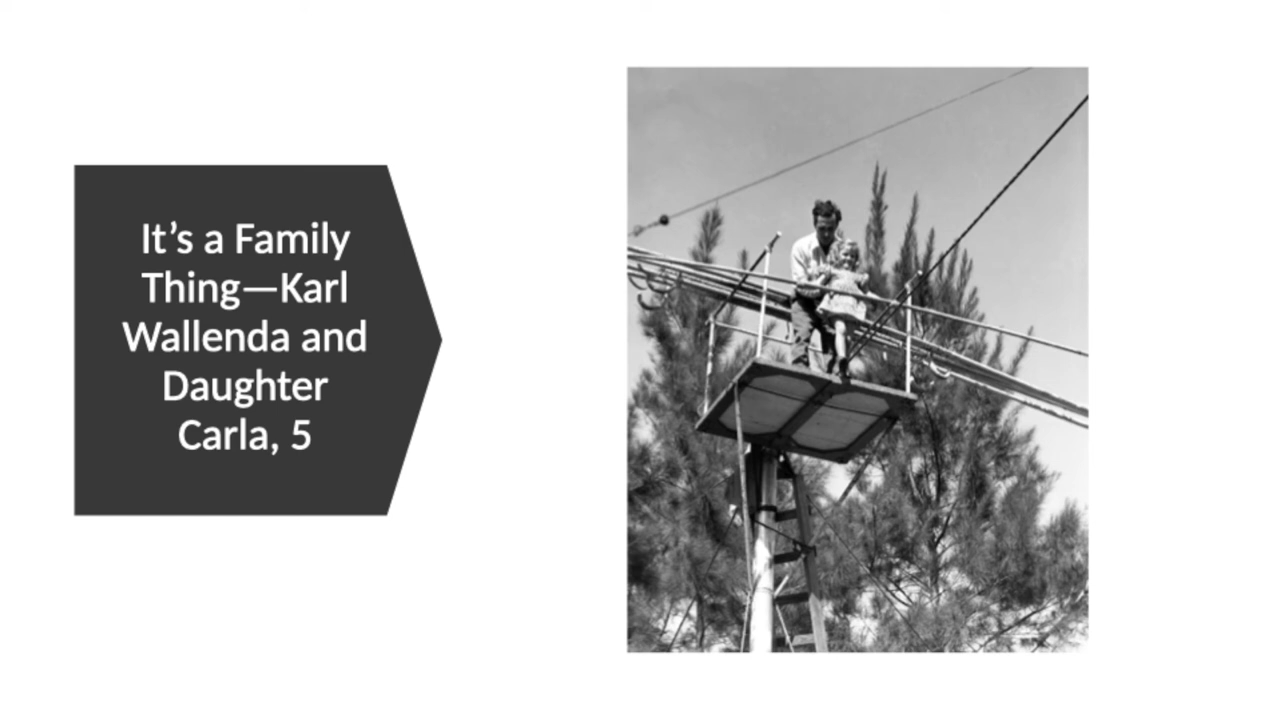 It’s a Family
Thing—Karl
Wallenda and
Daughter
Carla, 5